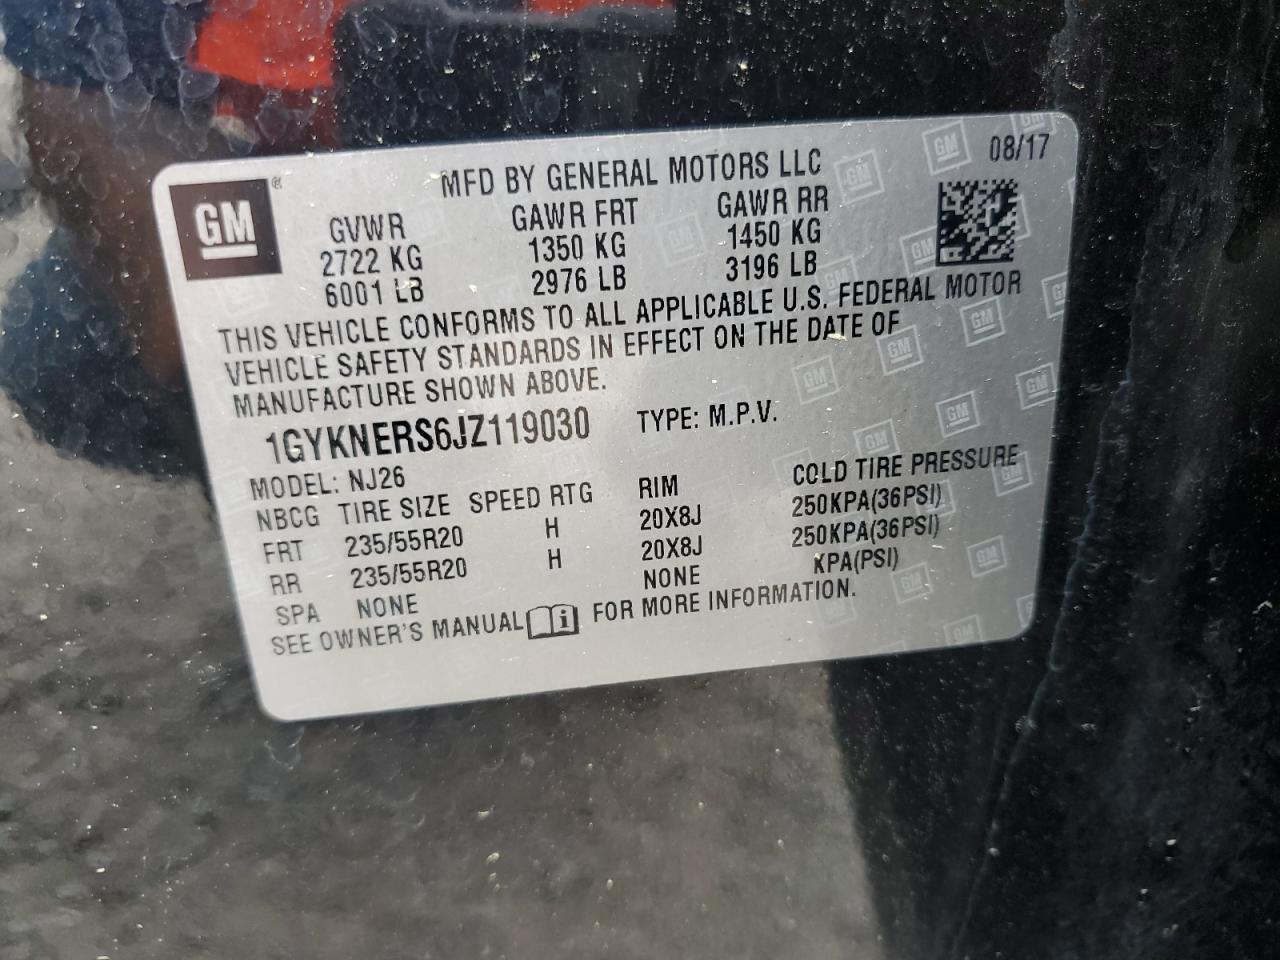 GM ®
MFD BY GENERAL MOTORS LLC 08/17
GVWR GAWR FRT GAWR RR
2722 KG 1350 KG 1450 KG
6001 LB 2976 LB 3196 LB
THIS VEHICLE CONFORMS TO ALL APPLICABLE U.S. FEDERAL MOTOR
VEHICLE SAFETY STANDARDS IN EFFECT ON THE DATE OF
MANUFACTURE SHOWN ABOVE.
1GYKNERS6JZ119030 TYPE: M.P.V.
MODEL: NJ26
NBCG TIRE SIZE SPEED RTG RIM COLD TIRE PRESSURE
FRT 235/55R20 H 20X8J 250KPA(36PSI)
RR 235/55R20 H 20X8J 250KPA(36PSI)
SPA NONE NONE KPA(PSI)
SEE OWNER'S MANUAL i FOR MORE INFORMATION.